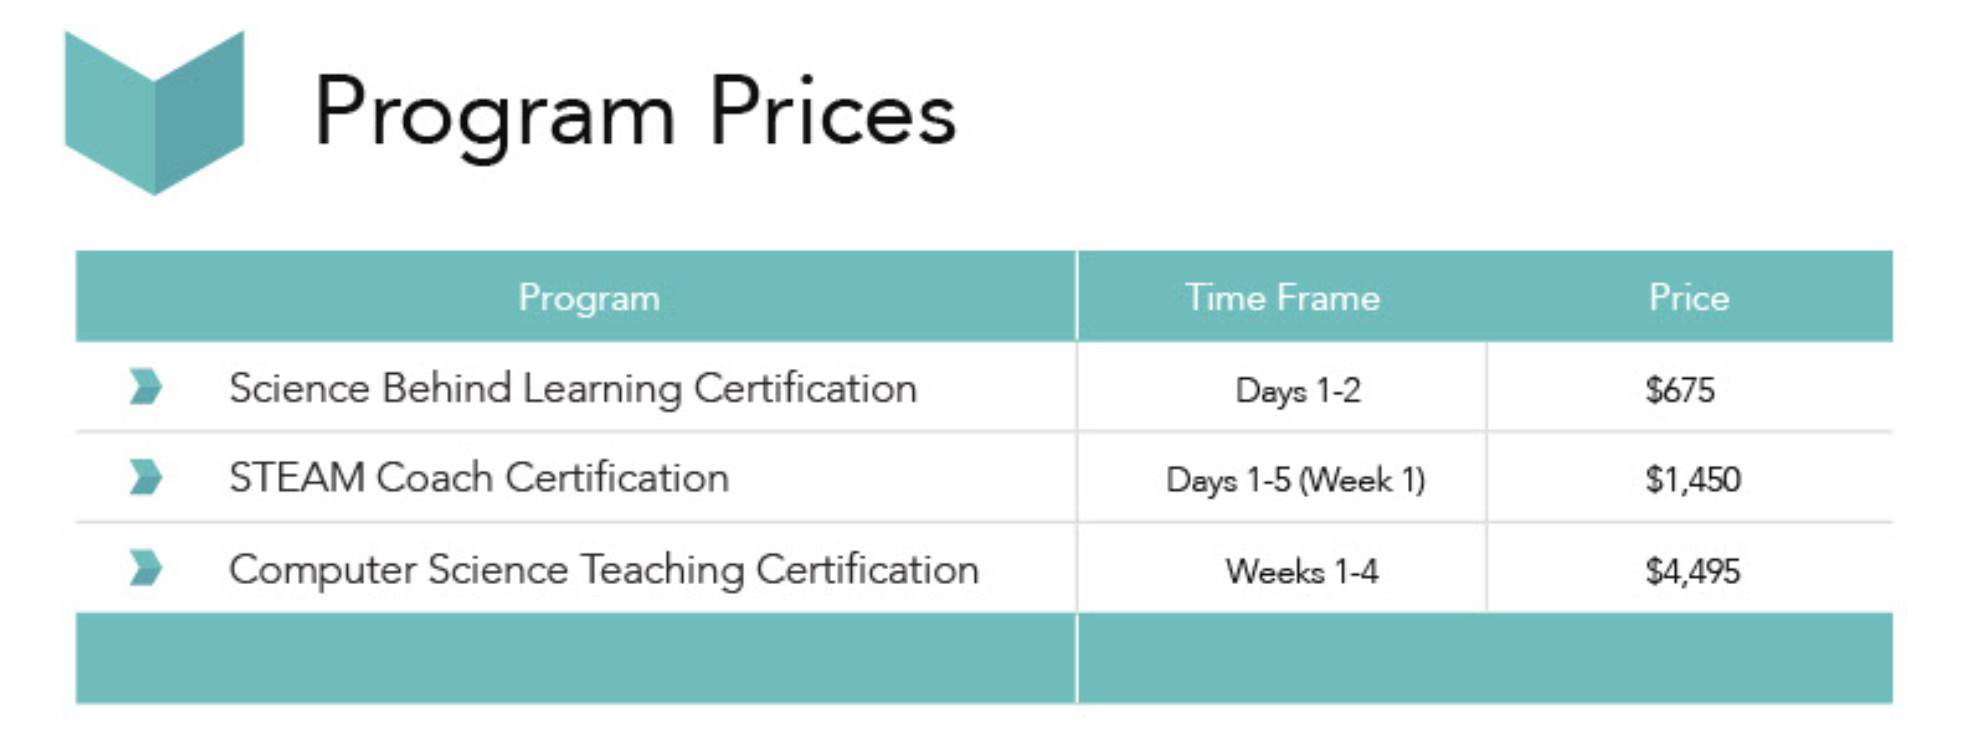 Program Prices
Program Time Frame Price
Science Behind Learning Certification Days 1-2 $675
STEAM Coach Certification Days 1-5 (Week 1) $1,450
Computer Science Teaching Certification Weeks 1-4 $4,495